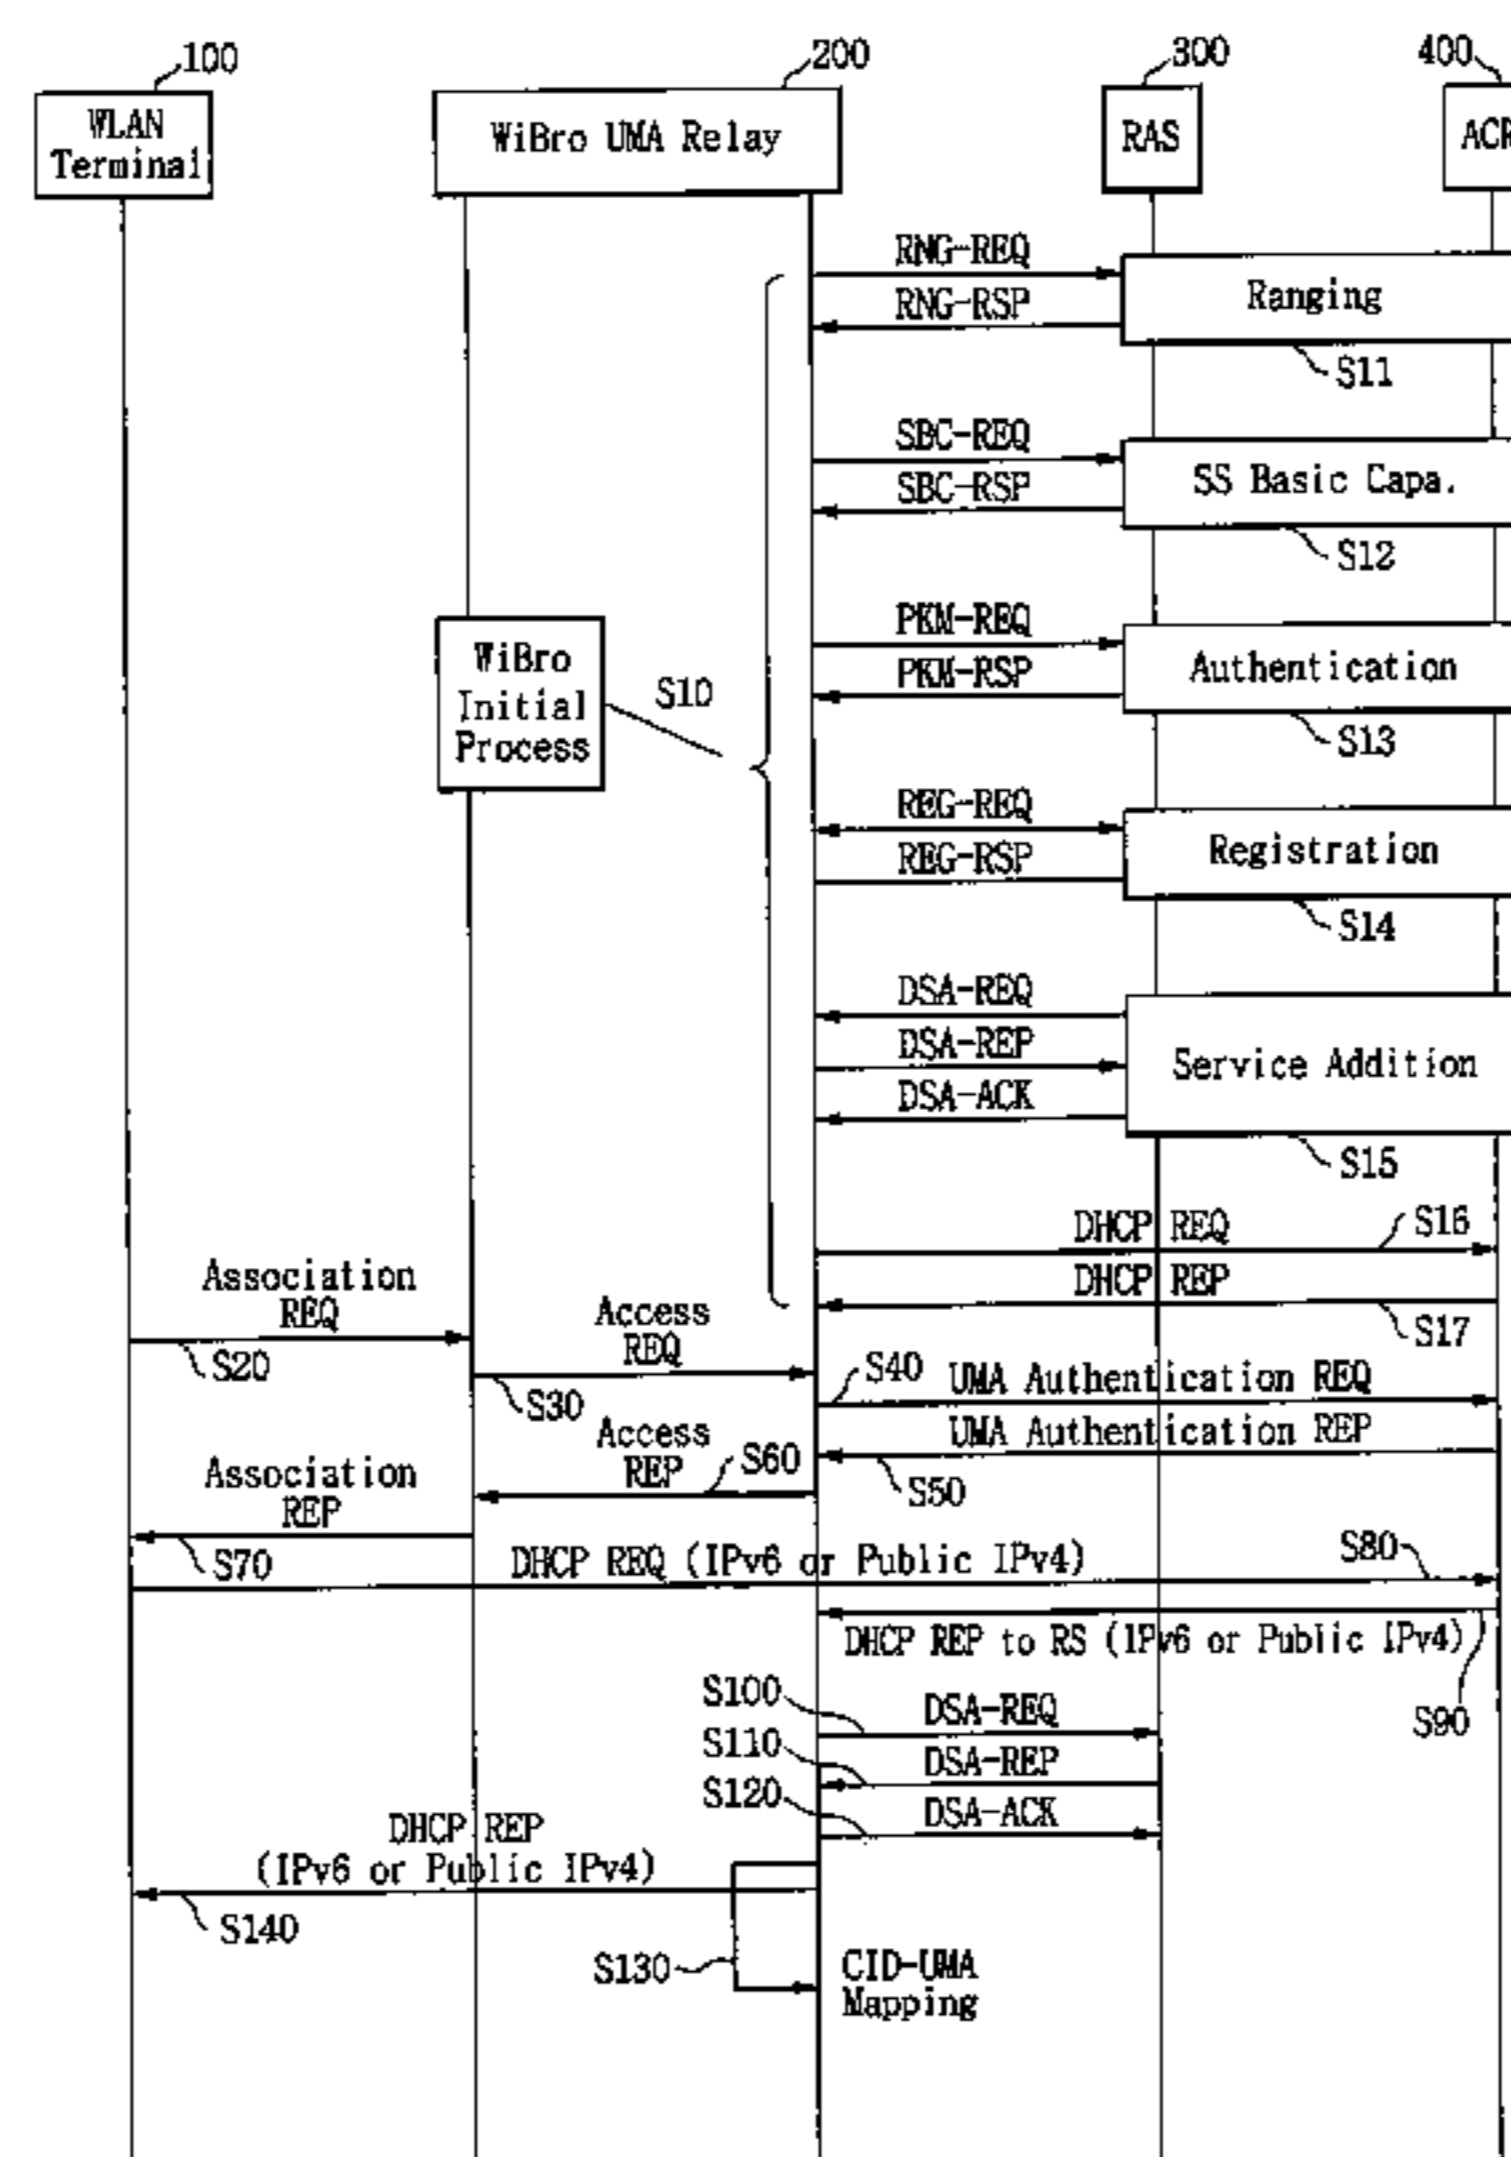 100
200
300
400
WLAN
Terminal
WiBro UMA Relay
RAS
ACR
RNG-REQ
RNG-RSP
Ranging
S11
SBC-REQ
SBC-RSP
SS Basic Capa.
S12
PKM-REQ
PKM-RSP
Authentication
S13
WiBro
Initial
Process
S10
REG-REQ
REG-RSP
Registration
S14
DSA-REQ
DSA-REP
DSA-ACK
Service Addition
S15
DHCP REQ
S16
DHCP REP
S17
Association
REQ
S20
Access
REQ
S30
S40
UMA Authentication REQ
UMA Authentication REP
S50
Access
REP
S60
Association
REP
S70
DHCP REQ (IPv6 or Public IPv4)
S80
DHCP REP to RS (IPv6 or Public IPv4)
S90
S100
DSA-REQ
S110
DSA-REP
S120
DSA-ACK
DHCP REP
(IPv6 or Public IPv4)
S140
S130
CID-UMA
Mapping